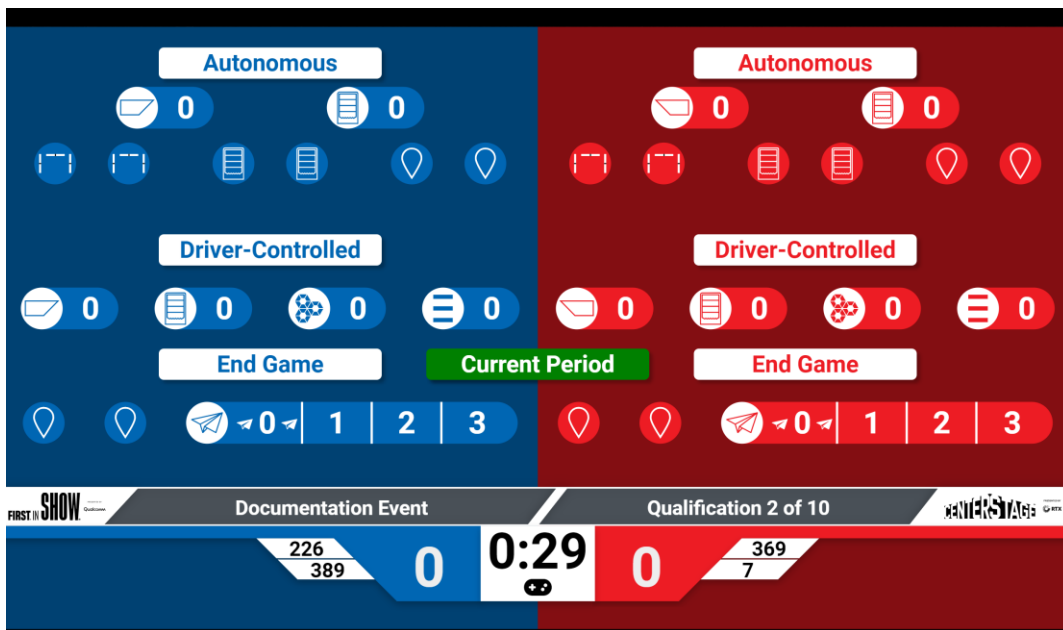 Autonomous
Autonomous
0 0
0 0
Driver-Controlled
Driver-Controlled
0 0 0 0
0 0 0 0
End Game
Current Period
End Game
0 1 2 3
0 1 2 3
FIRST IN SHOW
Qualcomm
Documentation Event
Qualification 2 of 10
CENTERSTAGE
RTX
226
389
0
0:29
0
369
7